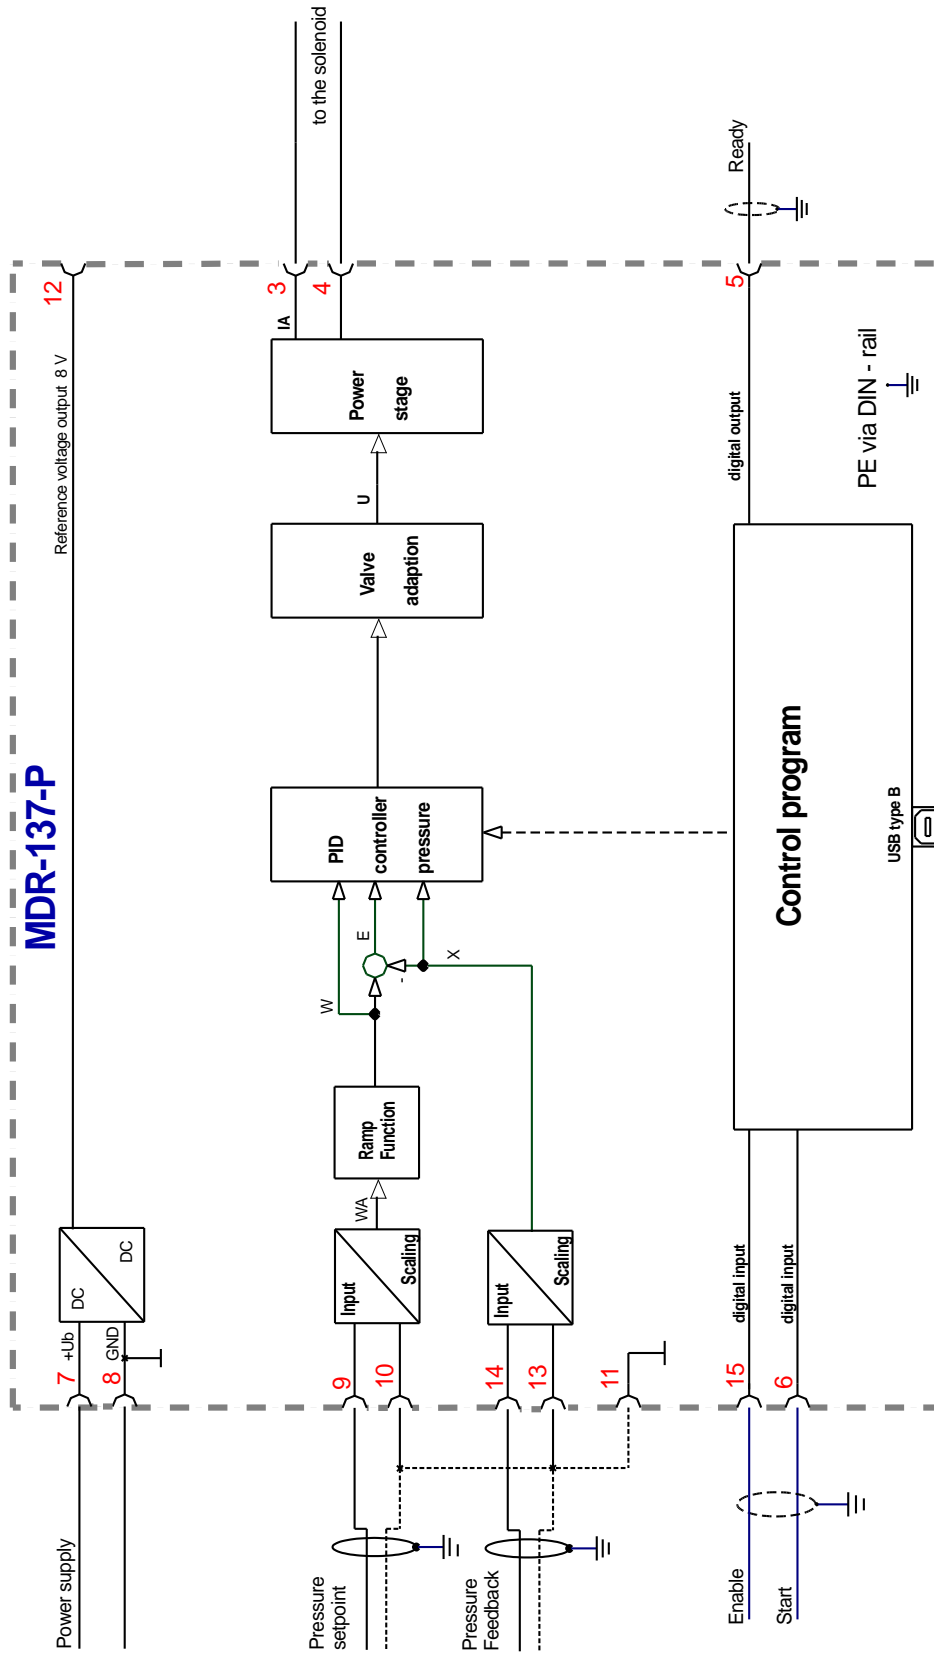 MDR-137-P
Power supply
7
+Ub
8
GND
DC
DC
Reference voltage output 8 V
12
Pressure
setpoint
9
10
Input
Scaling
WA
Ramp
Function
W
E
-
X
PID
controller
pressure
Valve
adaption
U
Power
stage
IA
3
4
to the solenoid
Pressure
Feedback
14
13
Input
Scaling
11
Enable
Start
15
6
digital input
digital input
Control program
USB type B
digital output
5
Ready
PE via DIN - rail